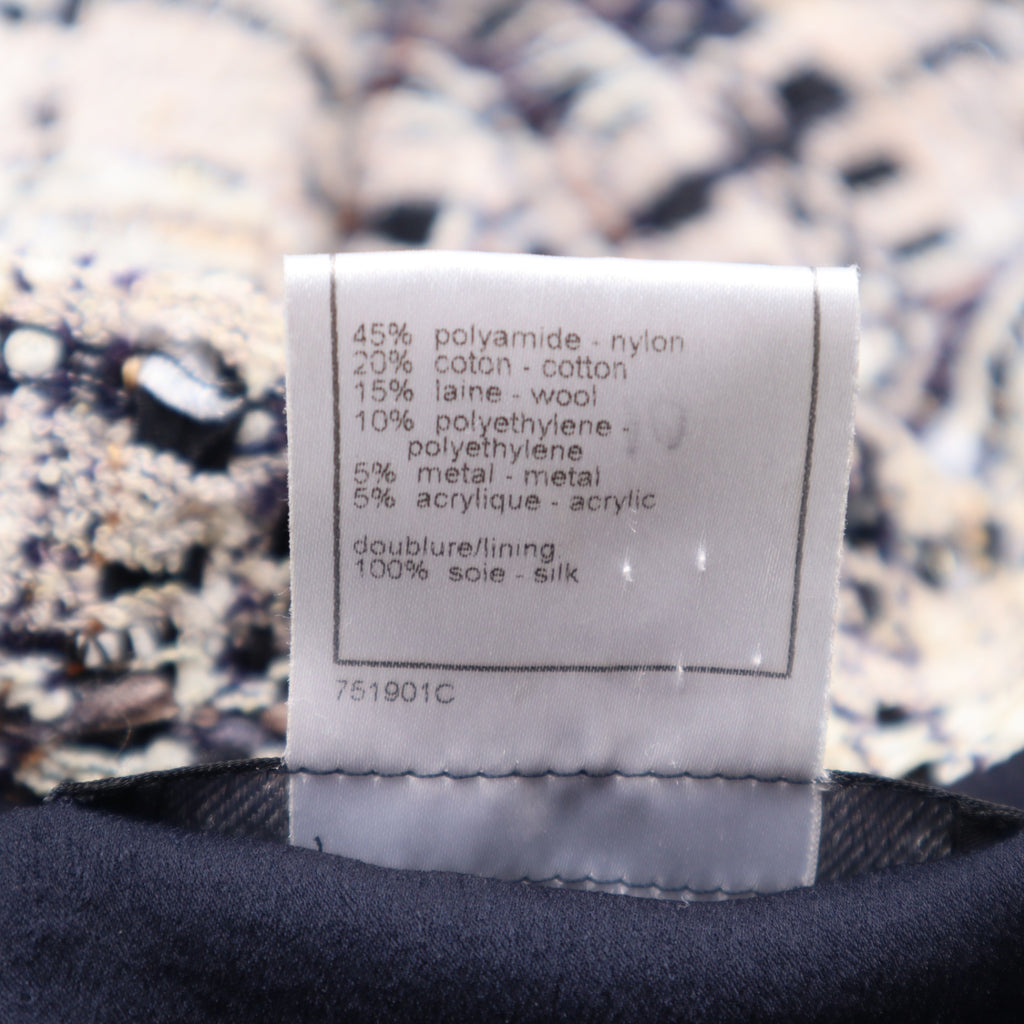 45% polyamide - nylon
20% coton - cotton
15% laine - wool
10% polyethylene -
polyethylene
5% metal - metal
5% acrylique - acrylic
doublure/lining
100% soie - silk
751901C